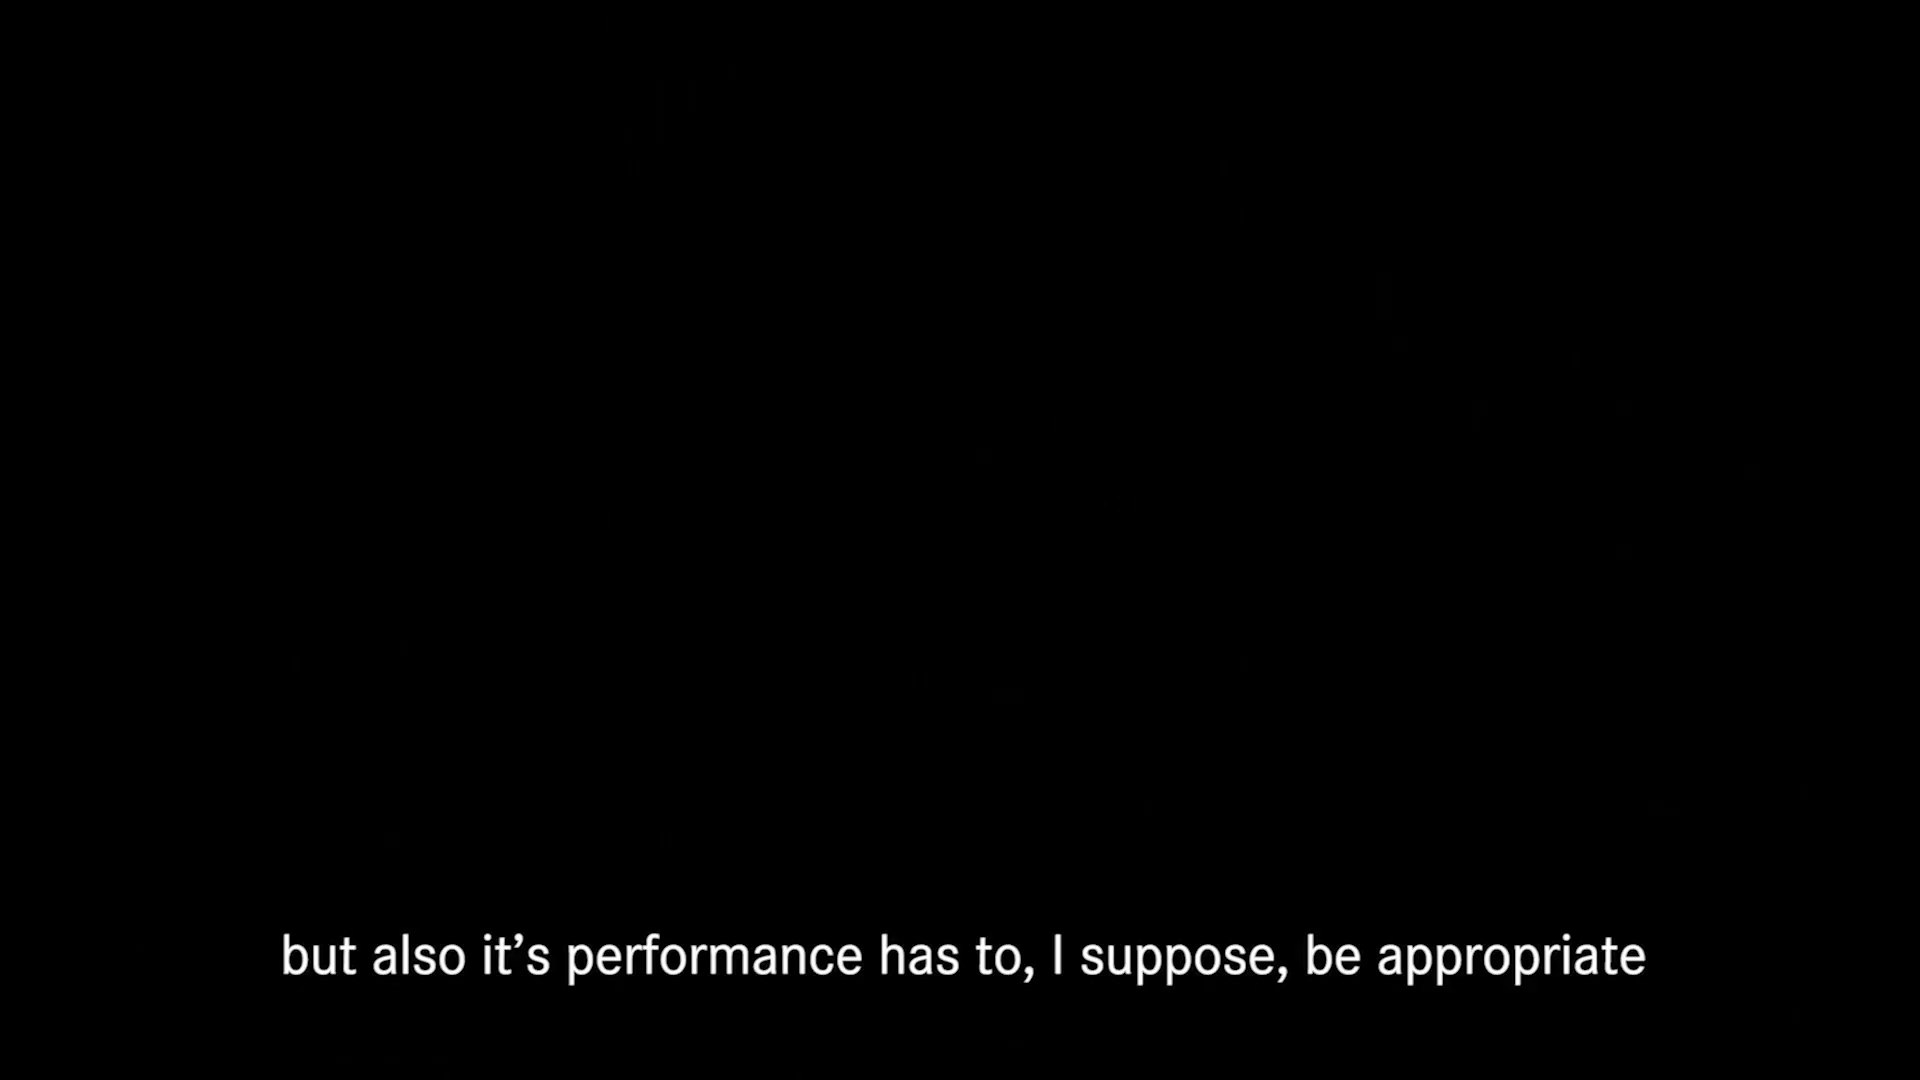 but also it’s performance has to, I suppose, be appropriate